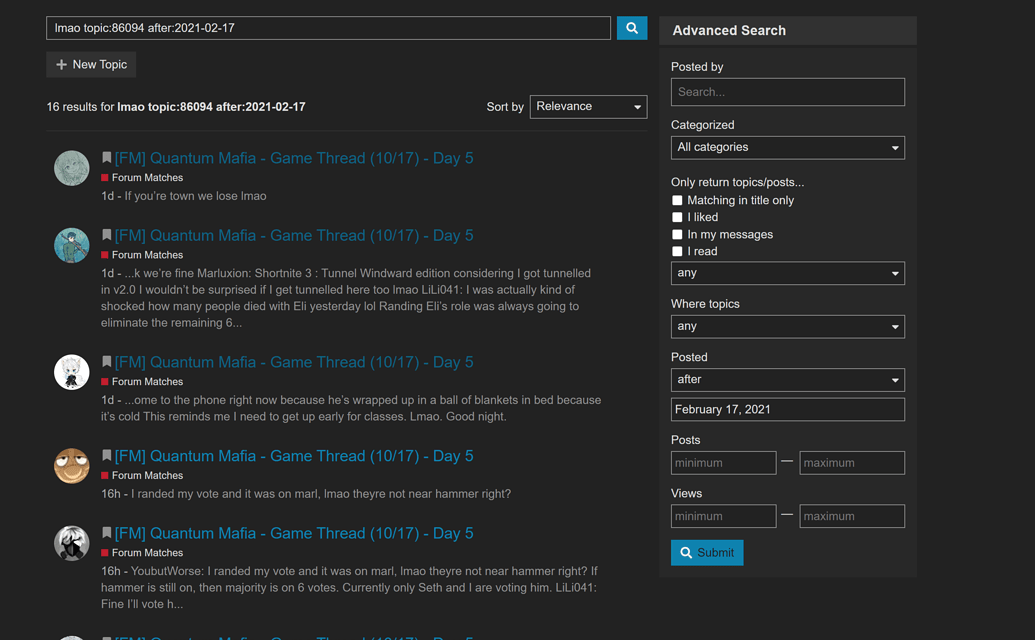 lmao topic:86094 after:2021-02-17
New Topic
16 results for lmao topic:86094 after:2021-02-17
Sort by Relevance
[FM] Quantum Mafia - Game Thread (10/17) - Day 5
Forum Matches
1d - If you’re town we lose lmao
[FM] Quantum Mafia - Game Thread (10/17) - Day 5
Forum Matches
1d - ...k we’re fine Marluxion: Shortnite 3 : Tunnel Windward edition considering I got tunnelled
in v2.0 I wouldn’t be surprised if I get tunnelled here too lmao LiLi041: I was actually kind of
shocked how many people died with Eli yesterday lol Randing Eli’s role was always going to
eliminate the remaining 6...
[FM] Quantum Mafia - Game Thread (10/17) - Day 5
Forum Matches
1d - ...ome to the phone right now because he’s wrapped up in a ball of blankets in bed because
it’s cold This reminds me I need to get up early for classes. Lmao. Good night.
[FM] Quantum Mafia - Game Thread (10/17) - Day 5
Forum Matches
16h - I randed my vote and it was on marl, lmao theyre not near hammer right?
[FM] Quantum Mafia - Game Thread (10/17) - Day 5
Forum Matches
16h - YoubutWorse: I randed my vote and it was on marl, lmao theyre not near hammer right? If
hammer is still on, then majority is on 6 votes. Currently only Seth and I are voting him. LiLi041:
Fine I’ll vote h...
[FM] Quantum Mafia - Game Thread (10/17) - Day 5
Advanced Search
Posted by
Search...
Categorized
All categories
Only return topics/posts...
Matching in title only
I liked
In my messages
I read
any
Where topics
any
Posted
after
February 17, 2021
Posts
minimum — maximum
Views
minimum — maximum
Submit